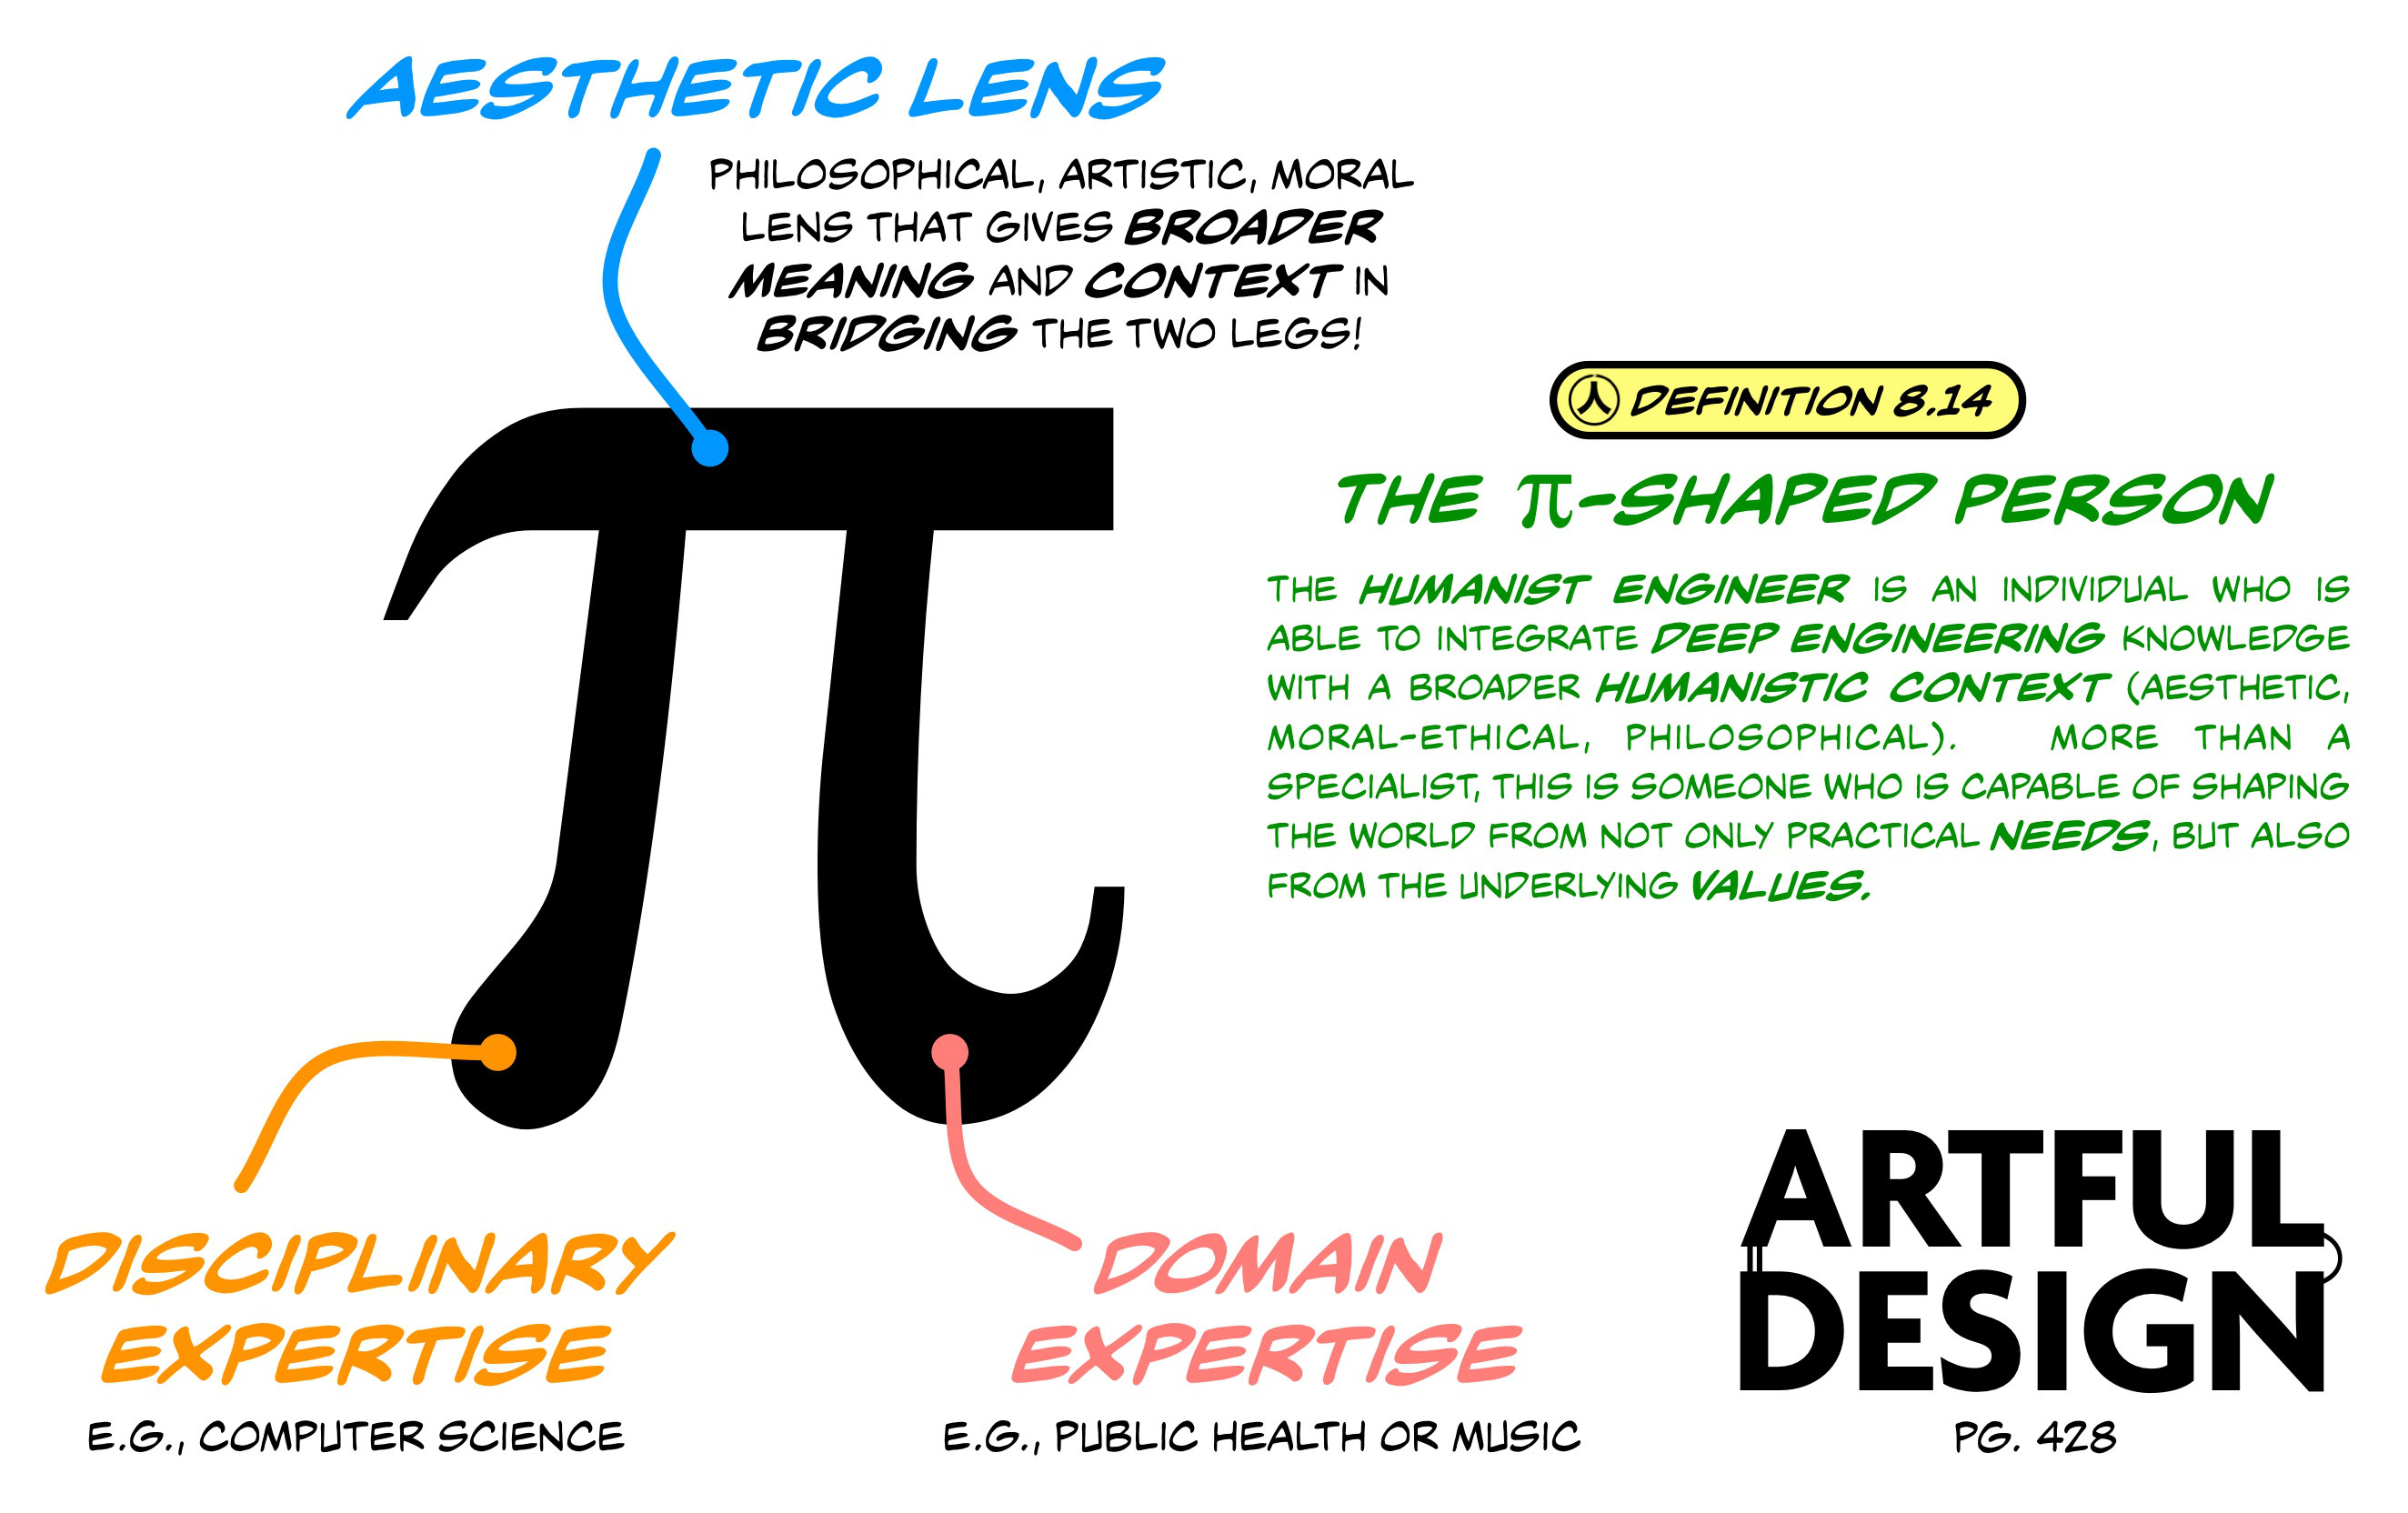 AESTHETIC LENS
PHILOSOPHICAL, ARTISTIC, MORAL
LENS THAT GIVES BROADER
MEANING AND CONTEXT IN
BRIDGING THE TWO LEGS!
π
DEFINITION 8.14
THE π-SHAPED PERSON
THE HUMANIST ENGINEER IS AN INDIVIDUAL WHO IS
ABLE TO INTEGRATE DEEP ENGINEERING KNOWLEDGE
WITH A BROADER HUMANISTIC CONTEXT (AESTHETIC,
MORAL-ETHICAL, PHILOSOPHICAL). MORE THAN A
SPECIALIST, THIS IS SOMEONE WHO IS CAPABLE OF SHAPING
THE WORLD FROM NOT ONLY PRACTICAL NEEDS, BUT ALSO
FROM THE UNDERLYING VALUES.
DISCIPLINARY
EXPERTISE
E.G., COMPUTER SCIENCE
DOMAIN
EXPERTISE
E.G., PUBLIC HEALTH OR MUSIC
ARTFUL
DESIGN
PG. 428